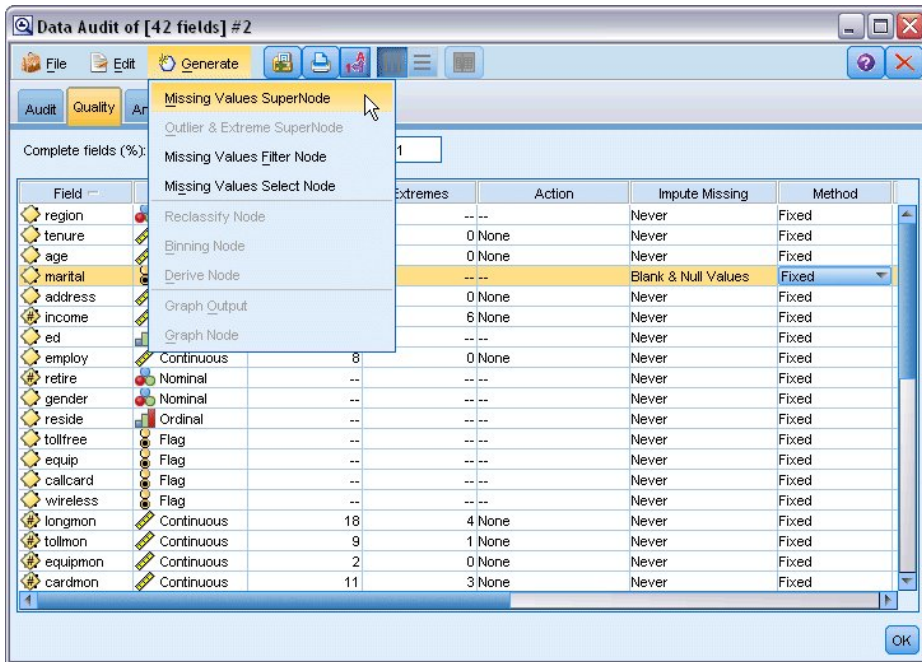 Data Audit of [42 fields] #2
File Edit Generate
Audit Quality An
Missing Values SuperNode
Outlier & Extreme SuperNode
Missing Values Filter Node
Missing Values Select Node
Reclassify Node
Binning Node
Derive Node
Graph Output
Graph Node
Complete fields (%): 1
Field Extremes Action Impute Missing Method
region -- -- Never Fixed
tenure 0 None Never Fixed
age 0 None Never Fixed
marital -- -- Blank & Null Values Fixed
address 0 None Never Fixed
income 6 None Never Fixed
ed -- -- Never Fixed
employ Continuous 8 0 None Never Fixed
retire Nominal -- -- -- Never Fixed
gender Nominal -- -- -- Never Fixed
reside Ordinal -- -- -- Never Fixed
tollfree Flag -- -- -- Never Fixed
equip Flag -- -- -- Never Fixed
callcard Flag -- -- -- Never Fixed
wireless Flag -- -- -- Never Fixed
longmon Continuous 18 4 None Never Fixed
tollmon Continuous 9 1 None Never Fixed
equipmon Continuous 2 0 None Never Fixed
cardmon Continuous 11 3 None Never Fixed
OK